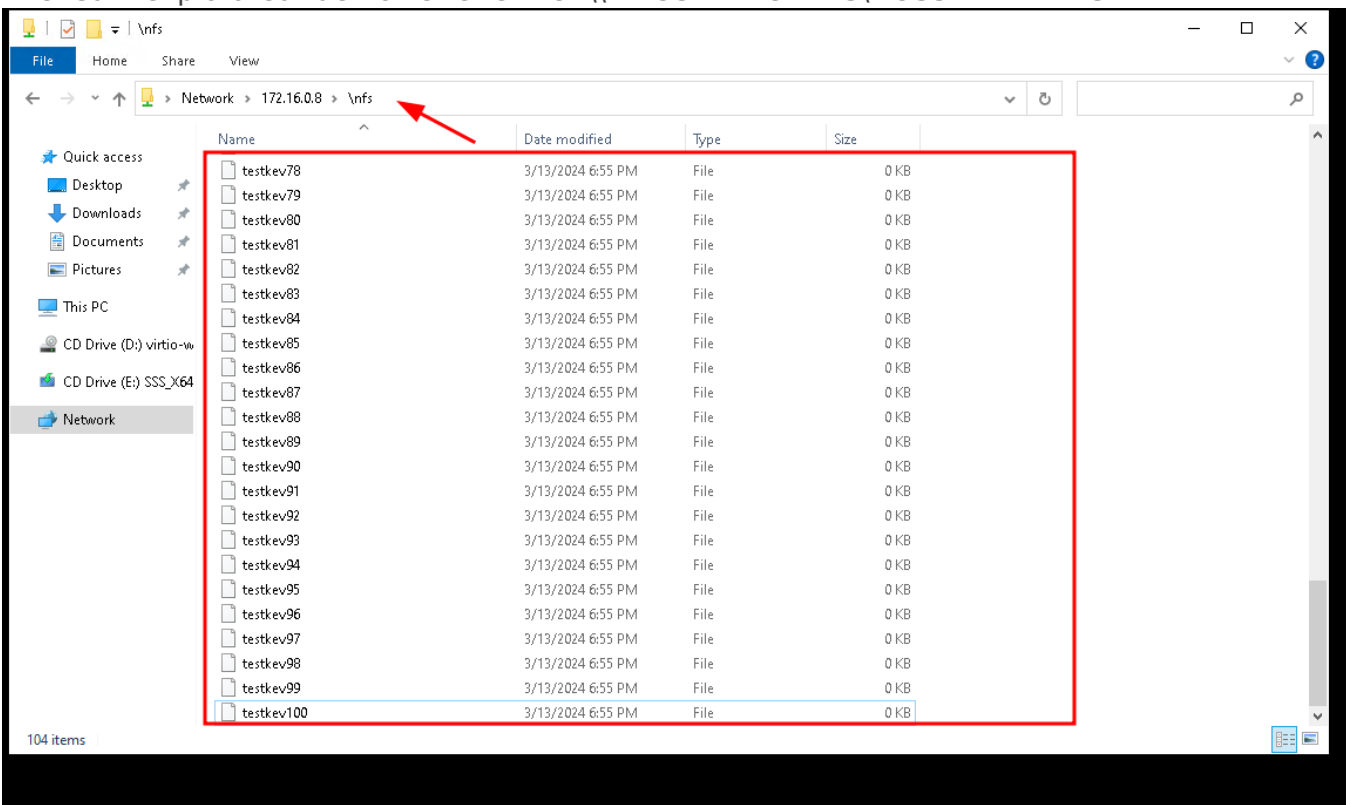 \nfs
File Home Share View
Network > 172.16.0.8 > \nfs
Name Date modified Type Size
Quick access
Desktop
Downloads
Documents
Pictures
This PC
CD Drive (D:) virtio-w
CD Drive (E:) SSS_X64
Network
testkev78 3/13/2024 6:55 PM File 0 KB
testkev79 3/13/2024 6:55 PM File 0 KB
testkev80 3/13/2024 6:55 PM File 0 KB
testkev81 3/13/2024 6:55 PM File 0 KB
testkev82 3/13/2024 6:55 PM File 0 KB
testkev83 3/13/2024 6:55 PM File 0 KB
testkev84 3/13/2024 6:55 PM File 0 KB
testkev85 3/13/2024 6:55 PM File 0 KB
testkev86 3/13/2024 6:55 PM File 0 KB
testkev87 3/13/2024 6:55 PM File 0 KB
testkev88 3/13/2024 6:55 PM File 0 KB
testkev89 3/13/2024 6:55 PM File 0 KB
testkev90 3/13/2024 6:55 PM File 0 KB
testkev91 3/13/2024 6:55 PM File 0 KB
testkev92 3/13/2024 6:55 PM File 0 KB
testkev93 3/13/2024 6:55 PM File 0 KB
testkev94 3/13/2024 6:55 PM File 0 KB
testkev95 3/13/2024 6:55 PM File 0 KB
testkev96 3/13/2024 6:55 PM File 0 KB
testkev97 3/13/2024 6:55 PM File 0 KB
testkev98 3/13/2024 6:55 PM File 0 KB
testkev99 3/13/2024 6:55 PM File 0 KB
testkev100 3/13/2024 6:55 PM File 0 KB
104 items